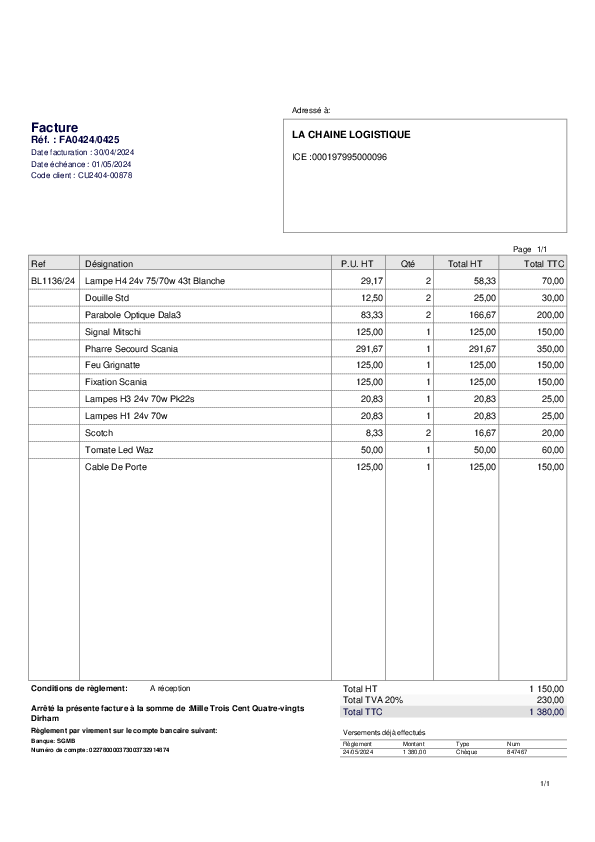 Adressé à:
Facture
Réf. : FA0424/0425
Date facturation : 30/04/2024
Date échéance : 01/05/2024
Code client : CU2404-00878
LA CHAINE LOGISTIQUE
ICE :000197995000096
Page 1/1
Ref Désignation P.U. HT Qté Total HT Total TTC
BL1136/24 Lampe H4 24v 75/70w 43t Blanche 29,17 2 58,33 70,00
Douille Std 12,50 2 25,00 30,00
Parabole Optique Dala3 83,33 2 166,67 200,00
Signal Mitschi 125,00 1 125,00 150,00
Pharre Secourd Scania 291,67 1 291,67 350,00
Feu Grignatte 125,00 1 125,00 150,00
Fixation Scania 125,00 1 125,00 150,00
Lampes H3 24v 70w Pk22s 20,83 1 20,83 25,00
Lampes H1 24v 70w 20,83 1 20,83 25,00
Scotch 8,33 2 16,67 20,00
Tomate Led Waz 50,00 1 50,00 60,00
Cable De Porte 125,00 1 125,00 150,00
Conditions de règlement: A réception
Total HT 1 150,00
Total TVA 20% 230,00
Total TTC 1 380,00
Arrêté la présente facture à la somme de :Mille Trois Cent Quatre-vingts
Dirham
Règlement par virement sur le compte bancaire suivant:
Banque: SGMB
Numéro de compte: 022780000373003732914874
Versements déjà effectués
Règlement Montant Type Num
24/05/2024 1 380,00 Chèque 847467
1/1